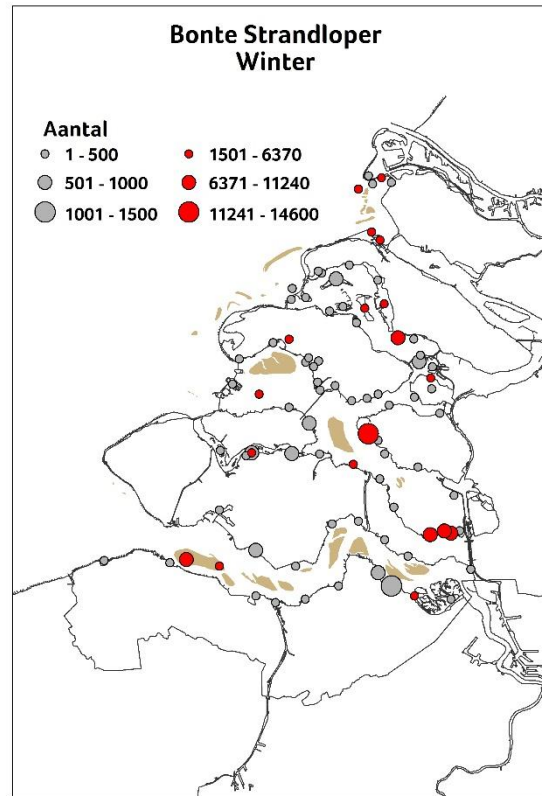 Bonte Strandloper
Winter
Aantal
1 - 500
501 - 1000
1001 - 1500
1501 - 6370
6371 - 11240
11241 - 14600